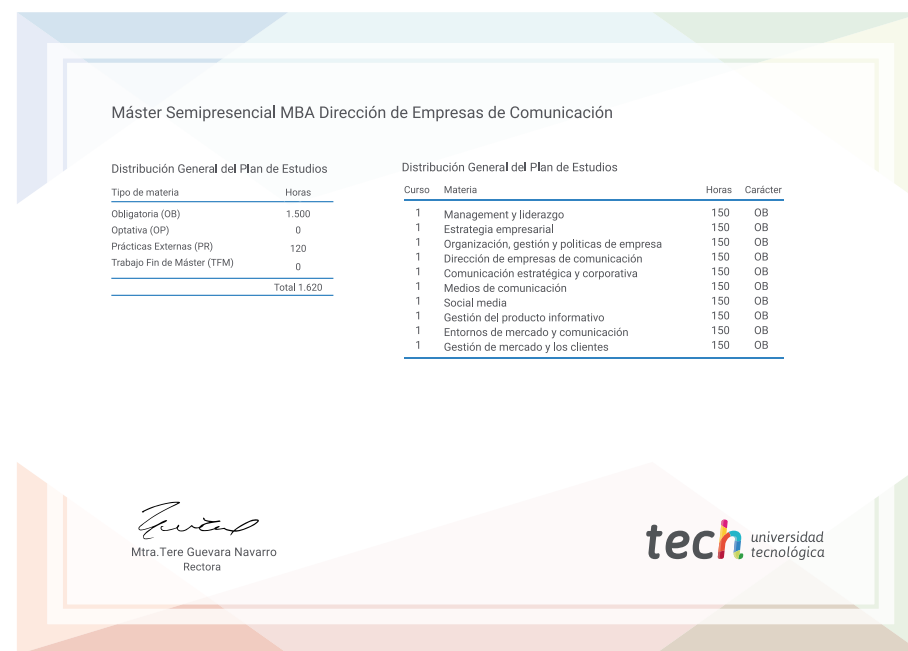 Máster Semipresencial MBA Dirección de Empresas de Comunicación
Distribución General del Plan de Estudios
Tipo de materia Horas
Obligatoria (OB) 1.500
Optativa (OP) 0
Prácticas Externas (PR) 120
Trabajo Fin de Máster (TFM) 0
Total 1.620
Distribución General del Plan de Estudios
Curso Materia Horas Carácter
1 Management y liderazgo 150 OB
1 Estrategia empresarial 150 OB
1 Organización, gestión y politicas de empresa 150 OB
1 Dirección de empresas de comunicación 150 OB
1 Comunicación estratégica y corporativa 150 OB
1 Medios de comunicación 150 OB
1 Social media 150 OB
1 Gestión del producto informativo 150 OB
1 Entornos de mercado y comunicación 150 OB
1 Gestión de mercado y los clientes 150 OB
Mtra.Tere Guevara Navarro
Rectora
tech universidad
tecnológica